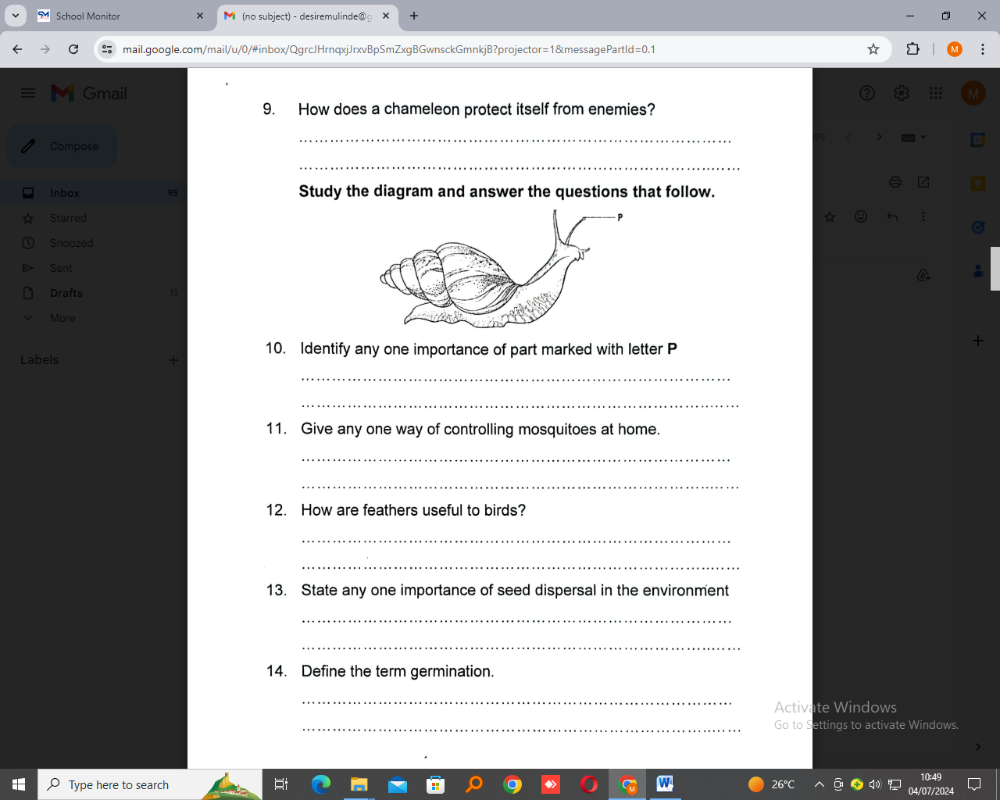 School Monitor
(no subject) - desiremulinde@g
mail.google.com/mail/u/0/#inbox/QgrcJHrnqxjJrxvBpSmZxgBGwnsckGmnkjB?projector=1&messagePartId=0.1
M
Gmail
M
Compose
99
Inbox 95
Starred
Snoozed
Sent
Drafts 13
More
Labels
9. How does a chameleon protect itself from enemies?
Study the diagram and answer the questions that follow.
P
10. Identify any one importance of part marked with letter P
11. Give any one way of controlling mosquitoes at home.
12. How are feathers useful to birds?
13. State any one importance of seed dispersal in the environment
14. Define the term germination.
Activate Windows
Go to Settings to activate Windows.
Type here to search
26°C
10:49
04/07/2024